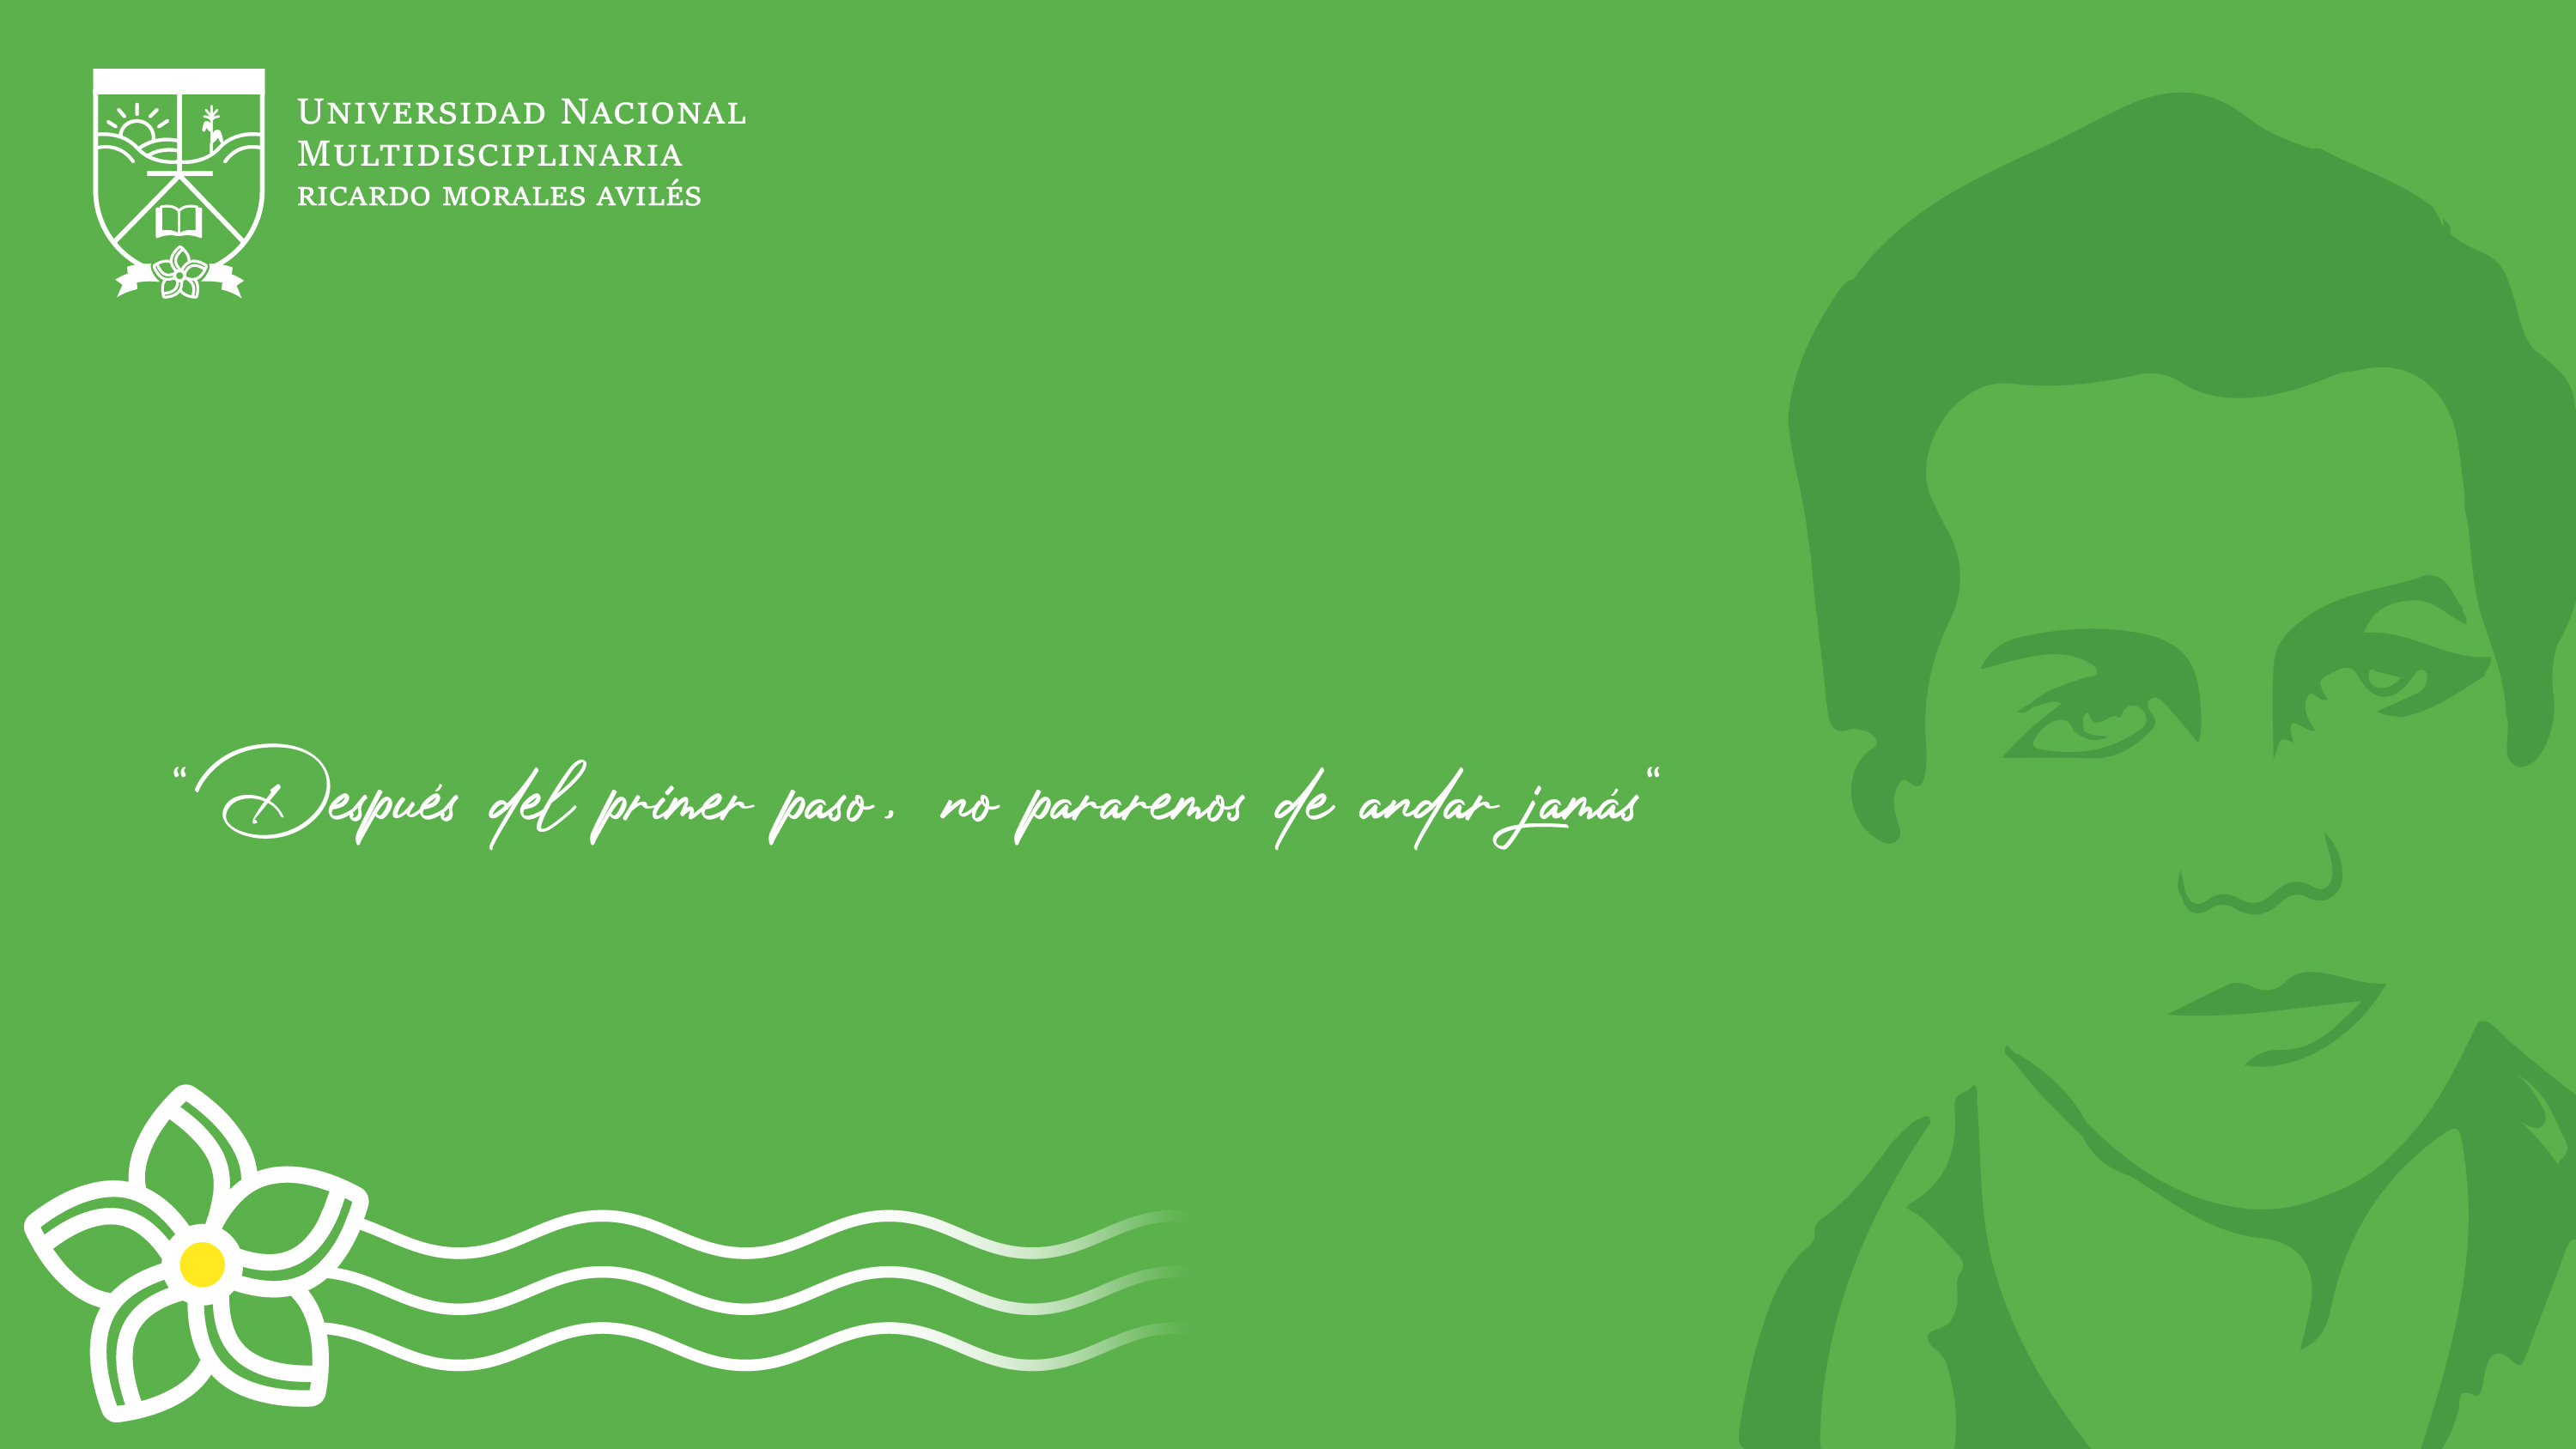 Universidad Nacional
Multidisciplinaria
Ricardo Morales Avilés
“Después del primer paso, no pararemos de andar jamás“